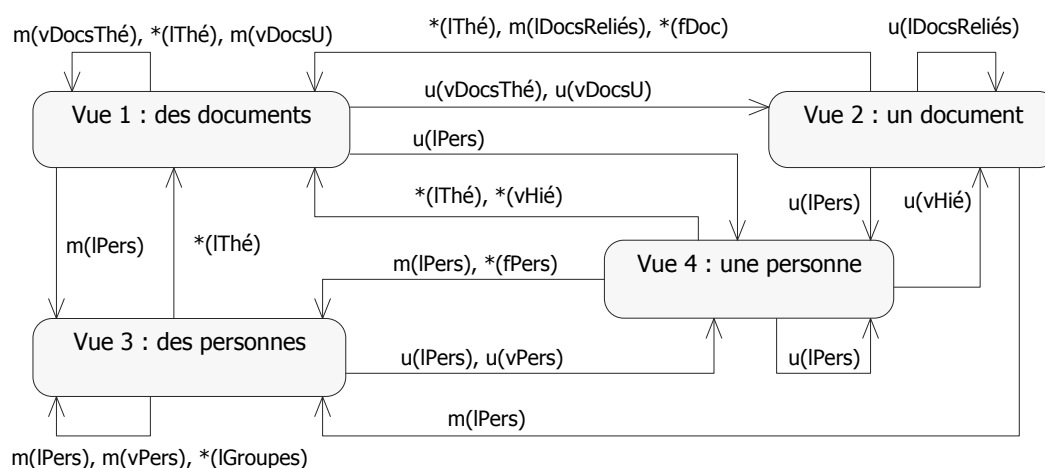 m(vDocsThé), *(lThé), m(vDocsU)
*(lThé), m(lDocsReliés), *(fDoc)
u(lDocsReliés)
Vue 1 : des documents
u(vDocsThé), u(vDocsU)
Vue 2 : un document
u(lPers)
*(lThé), *(vHié)
u(lPers)
u(vHié)
m(lPers)
*(lThé)
m(lPers), *(fPers)
Vue 4 : une personne
Vue 3 : des personnes
u(lPers), u(vPers)
u(lPers)
m(lPers)
m(lPers), m(vPers), *(lGroupes)